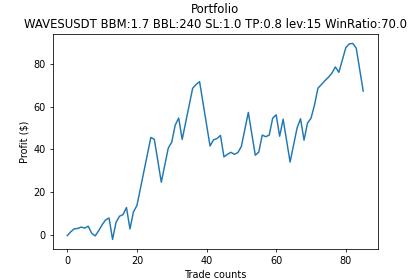 Portfolio
WAVESUSDT BBM:1.7 BBL:240 SL:1.0 TP:0.8 lev:15 WinRatio:70.0
80
60
40
20
0
Profit ($)
0 20 40 60 80
Trade counts